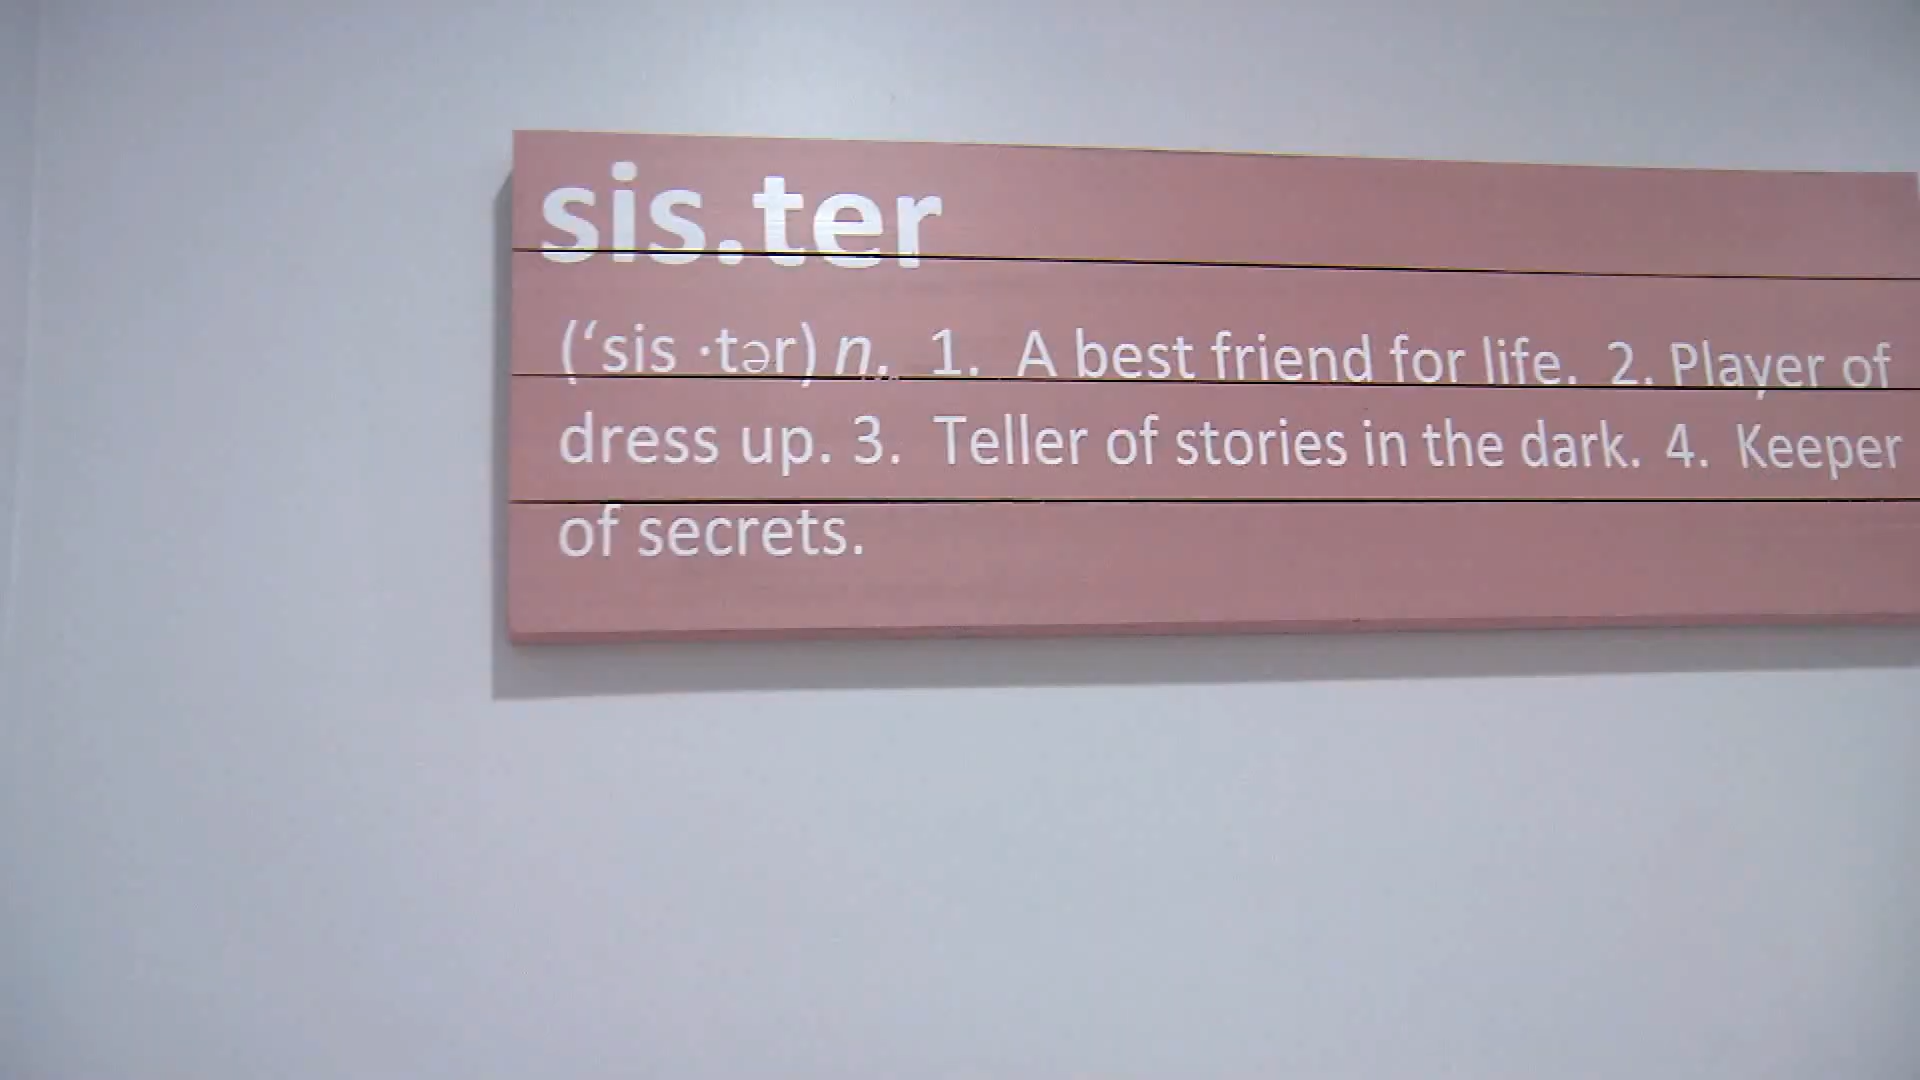 sis.ter
(‘sis ·tər) n. 1. A best friend for life. 2. Player of
dress up. 3. Teller of stories in the dark. 4. Keeper
of secrets.